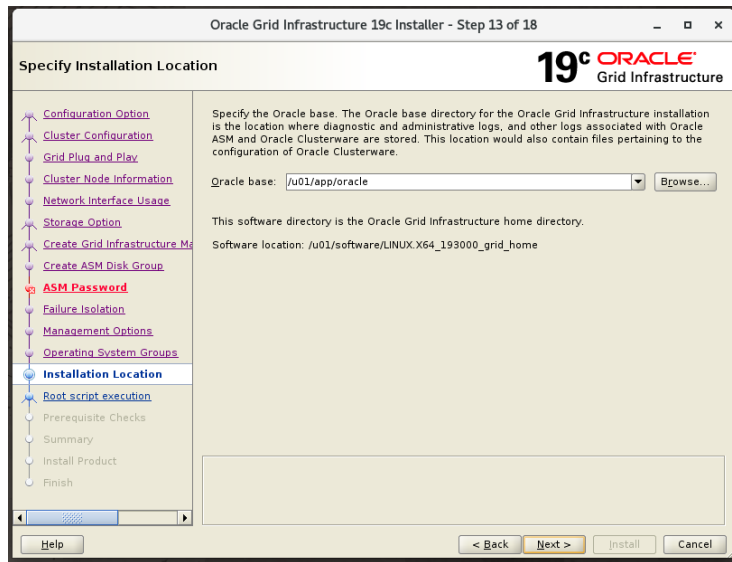 Oracle Grid Infrastructure 19c Installer - Step 13 of 18
Specify Installation Location
19c ORACLE
Grid Infrastructure
Configuration Option
Cluster Configuration
Grid Plug and Play
Cluster Node Information
Network Interface Usage
Storage Option
Create Grid Infrastructure Ma
Create ASM Disk Group
ASM Password
Failure Isolation
Management Options
Operating System Groups
Installation Location
Root script execution
Prerequisite Checks
Summary
Install Product
Finish
Specify the Oracle base. The Oracle base directory for the Oracle Grid Infrastructure installation
is the location where diagnostic and administrative logs, and other logs associated with Oracle
ASM and Oracle Clusterware are stored. This location would also contain files pertaining to the
configuration of Oracle Clusterware.
Oracle base: /u01/app/oracle Browse...
This software directory is the Oracle Grid Infrastructure home directory.
Software location: /u01/software/LINUX.X64_193000_grid_home
Help < Back Next > Install Cancel